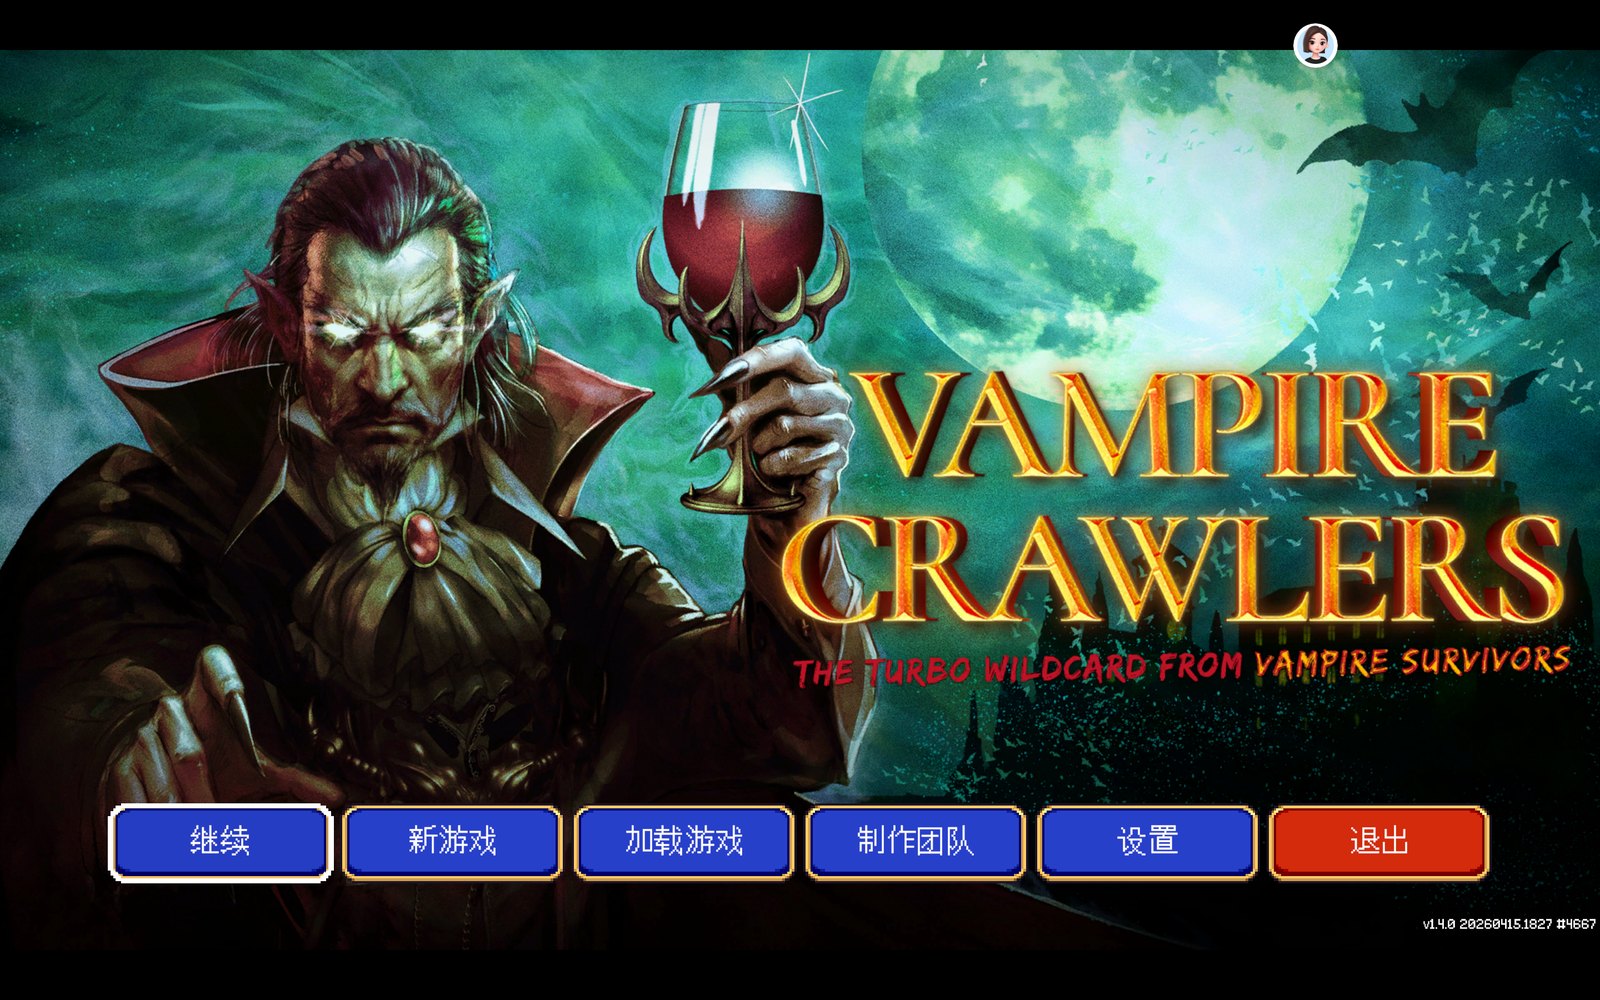 VAMPIRE
CRAWLERS
THE TURBO WILDCARD FROM VAMPIRE SURVIVORS
继续
新游戏
加载游戏
制作团队
设置
退出
v1.4.0 20260415.1827 #4667